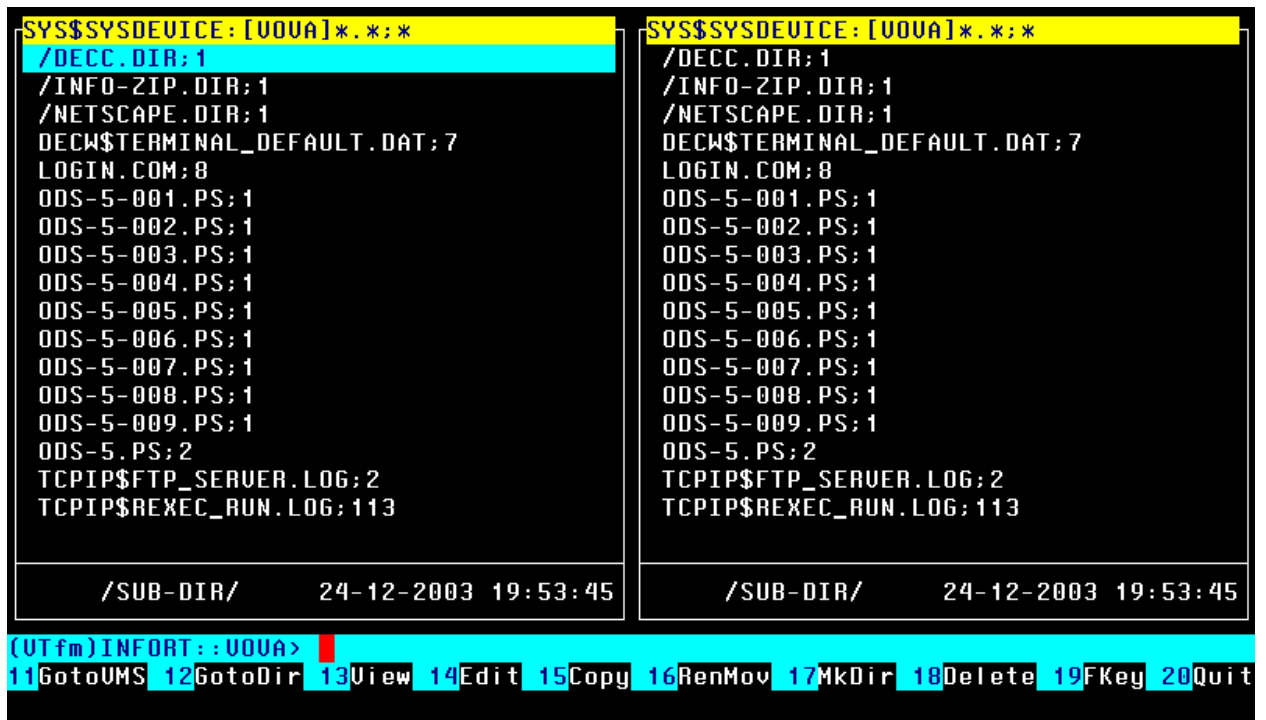 SYS$SYSDEVICE:[VOVA]*.*;*
/DECC.DIR;1
/INFO-ZIP.DIR;1
/NETSCAPE.DIR;1
DECW$TERMINAL_DEFAULT.DAT;7
LOGIN.COM;8
ODS-5-001.PS;1
ODS-5-002.PS;1
ODS-5-003.PS;1
ODS-5-004.PS;1
ODS-5-005.PS;1
ODS-5-006.PS;1
ODS-5-007.PS;1
ODS-5-008.PS;1
ODS-5-009.PS;1
ODS-5.PS;2
TCPIP$FTP_SERVER.LOG;2
TCPIP$REXEC_RUN.LOG;113
/SUB-DIR/ 24-12-2003 19:53:45
SYS$SYSDEVICE:[VOVA]*.*;*
/DECC.DIR;1
/INFO-ZIP.DIR;1
/NETSCAPE.DIR;1
DECW$TERMINAL_DEFAULT.DAT;7
LOGIN.COM;8
ODS-5-001.PS;1
ODS-5-002.PS;1
ODS-5-003.PS;1
ODS-5-004.PS;1
ODS-5-005.PS;1
ODS-5-006.PS;1
ODS-5-007.PS;1
ODS-5-008.PS;1
ODS-5-009.PS;1
ODS-5.PS;2
TCPIP$FTP_SERVER.LOG;2
TCPIP$REXEC_RUN.LOG;113
/SUB-DIR/ 24-12-2003 19:53:45
(VTfm)INFORT::VOVA>
11GotoVMS 12GotoDir 13View 14Edit 15Copy 16RenMov 17MkDir 18Delete 19FKey 20Quit